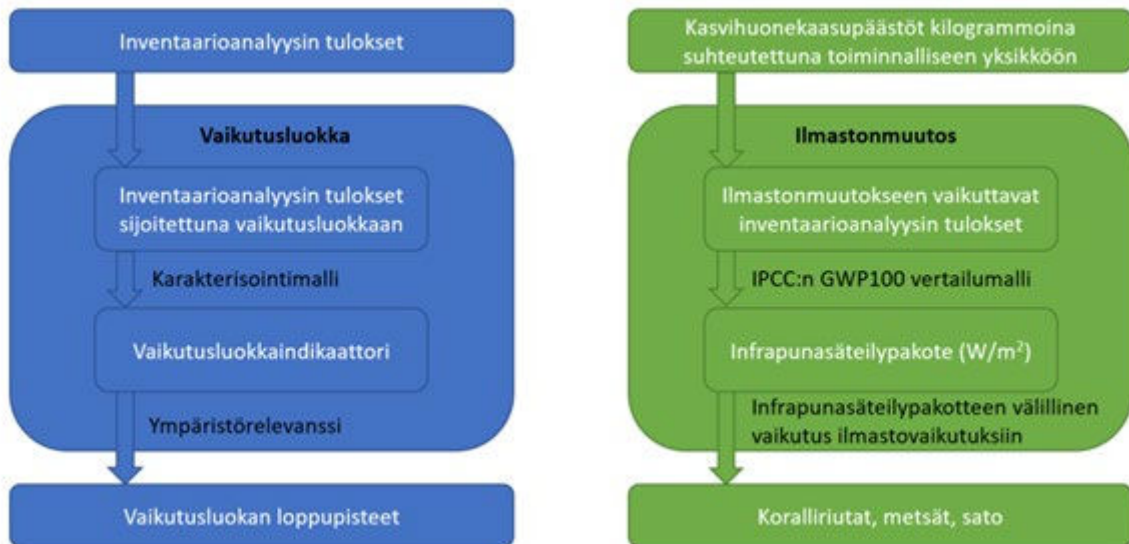 Inventaarioanalyysin tulokset
Vaikutusluokka
Inventaarioanalyysin tulokset
sijoitettuna vaikutusluokkaan
Karakterisointimalli
Vaikutusluokkaindikaattori
Ympäristörelevanssi
Vaikutusluokan loppupisteet
Kasvihuonekaasupäästöt kilogrammoina
suhteutettuna toiminnalliseen yksikköön
Ilmastonmuutos
Ilmastonmuutokseen vaikuttavat
inventaarioanalyysin tulokset
IPCC:n GWP100 vertailumalli
Infrapunasäteilypakote (W/m²)
Infrapunasäteilypakotteen välillinen
vaikutus ilmastovaikutuksiin
Koralliriutat, metsät, sato